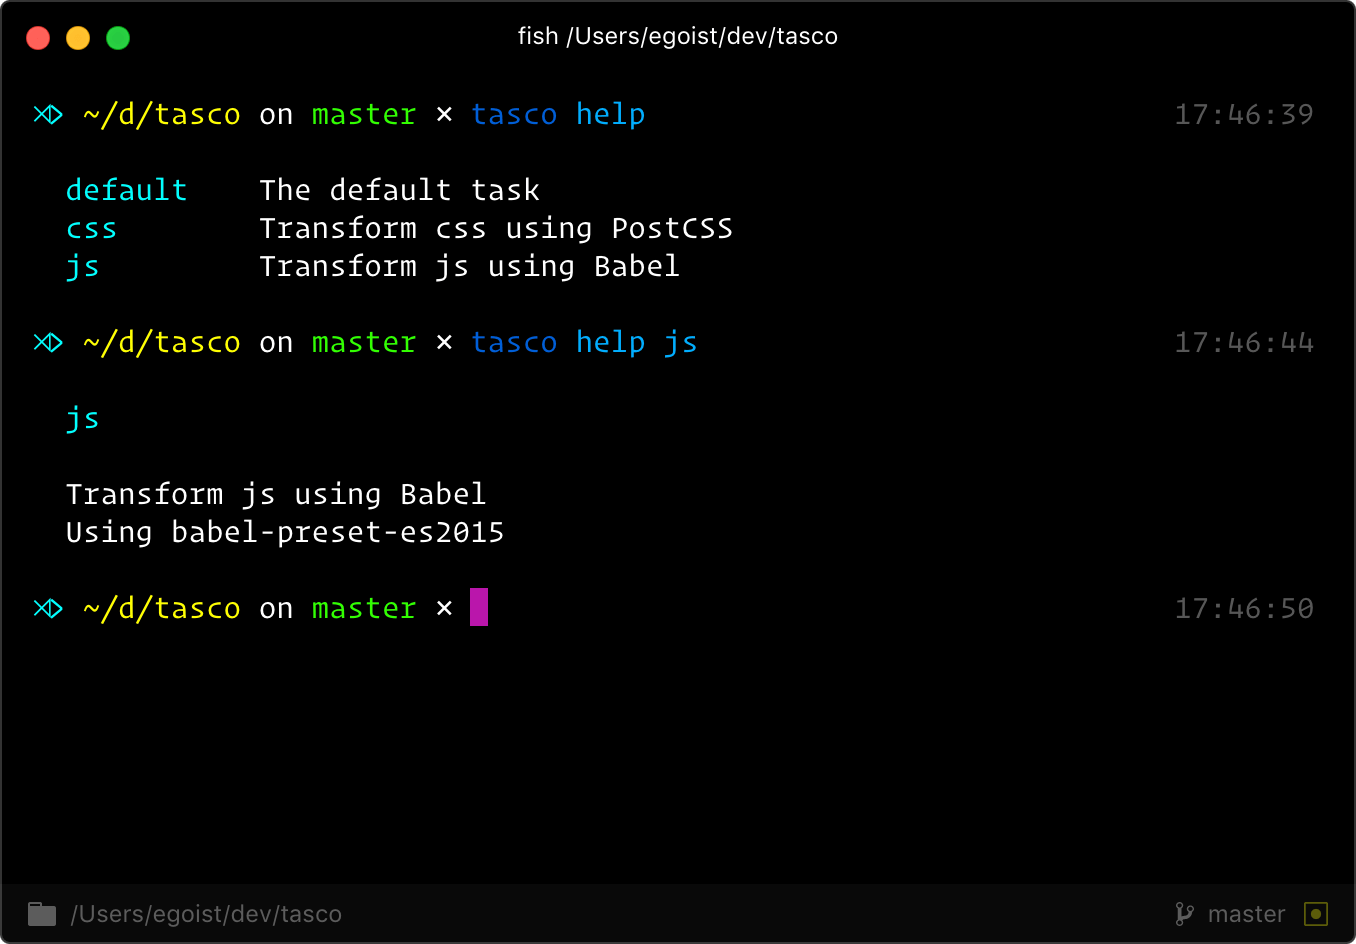 fish /Users/egoist/dev/tasco
~/d/tasco on master × tasco help 17:46:39
default The default task
css Transform css using PostCSS
js Transform js using Babel
~/d/tasco on master × tasco help js 17:46:44
js
Transform js using Babel
Using babel-preset-es2015
~/d/tasco on master × 17:46:50
/Users/egoist/dev/tasco master